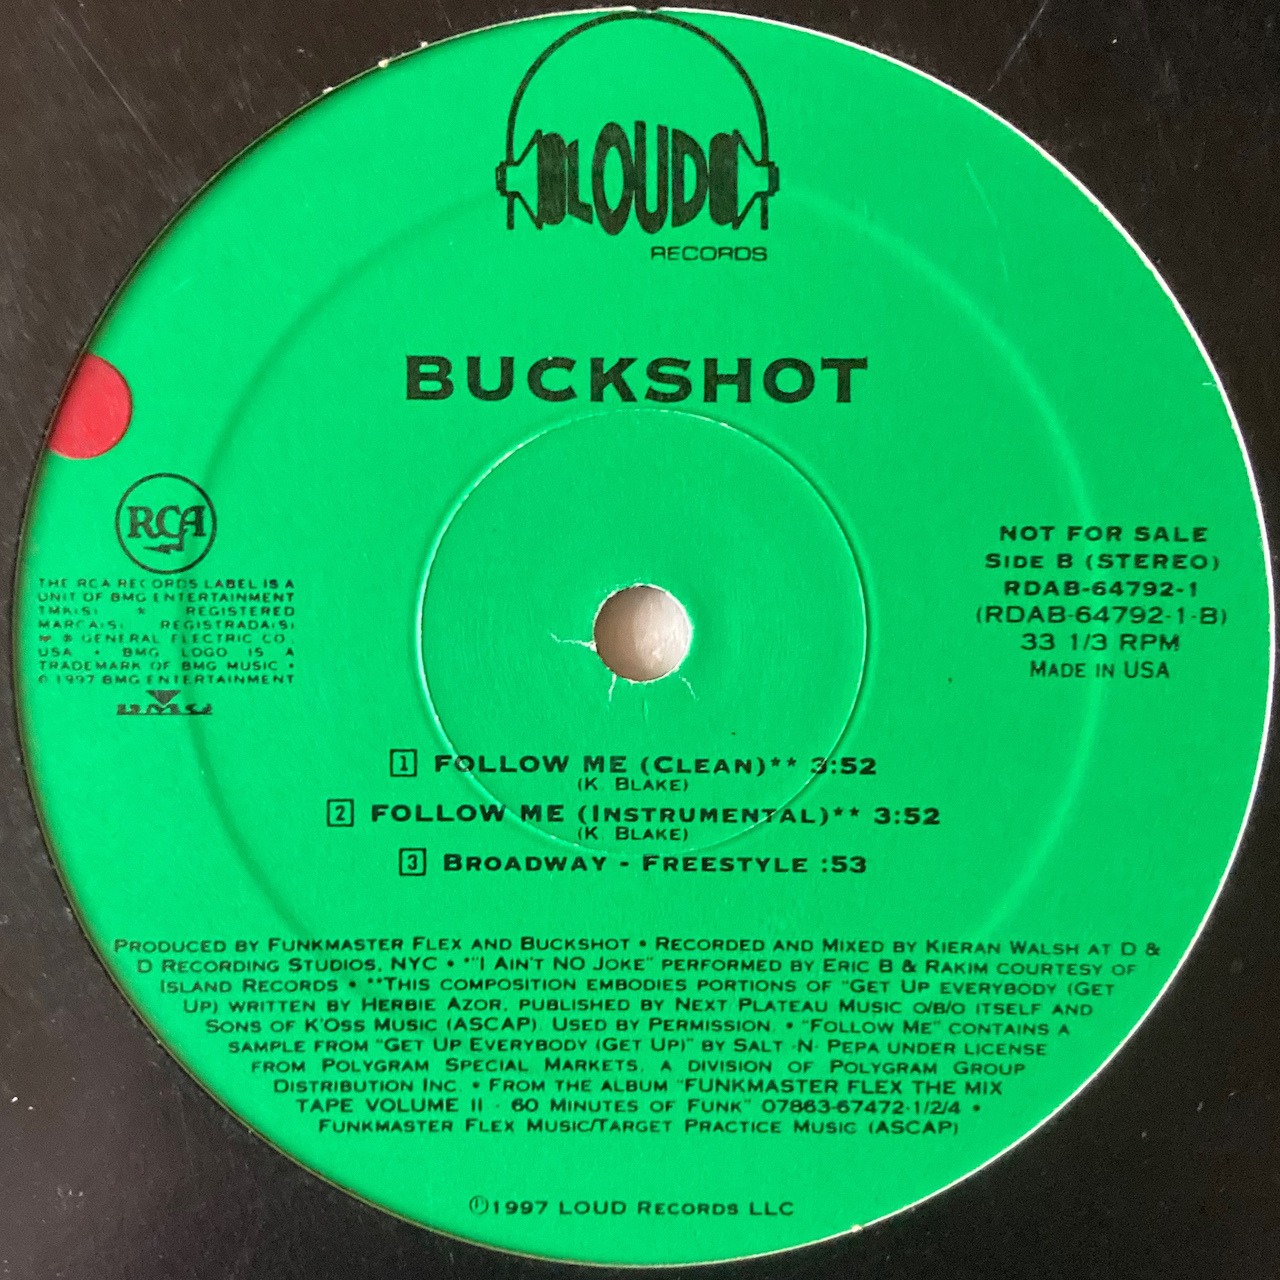 LOUD
RECORDS
BUCKSHOT
RCA
THE RCA RECORDS LABEL IS A
UNIT OF BMG ENTERTAINMENT
TMK(S) ® REGISTERED
MARCA(S) REGISTRADA(S)
GENERAL ELECTRIC CO.,
USA • BMG LOGO IS A
TRADEMARK OF BMG MUSIC •
© 1997 BMG ENTERTAINMENT
BMG
NOT FOR SALE
SIDE B (STEREO)
RDAB-64792-1
(RDAB-64792-1-B)
33 1/3 RPM
MADE IN USA
1 FOLLOW ME (CLEAN)** 3:52
(K. BLAKE)
2 FOLLOW ME (INSTRUMENTAL)** 3:52
(K. BLAKE)
3 BROADWAY - FREESTYLE :53
PRODUCED BY FUNKMASTER FLEX AND BUCKSHOT • RECORDED AND MIXED BY KIERAN WALSH AT D &
D RECORDING STUDIOS, NYC • *"I AIN'T NO JOKE" PERFORMED BY ERIC B & RAKIM COURTESY OF
ISLAND RECORDS • **THIS COMPOSITION EMBODIES PORTIONS OF "GET UP EVERYBODY (GET
UP) WRITTEN BY HERBIE AZOR, PUBLISHED BY NEXT PLATEAU MUSIC O/B/O ITSELF AND
SONS OF K'OSS MUSIC (ASCAP). USED BY PERMISSION. • "FOLLOW ME" CONTAINS A
SAMPLE FROM "GET UP EVERYBODY (GET UP)" BY SALT -N- PEPA UNDER LICENSE
FROM POLYGRAM SPECIAL MARKETS, A DIVISION OF POLYGRAM GROUP
DISTRIBUTION INC. • FROM THE ALBUM "FUNKMASTER FLEX THE MIX
TAPE VOLUME II - 60 MINUTES OF FUNK" 07863-67472-1/2/4 •
FUNKMASTER FLEX MUSIC/TARGET PRACTICE MUSIC (ASCAP)
℗1997 LOUD RECORDS LLC